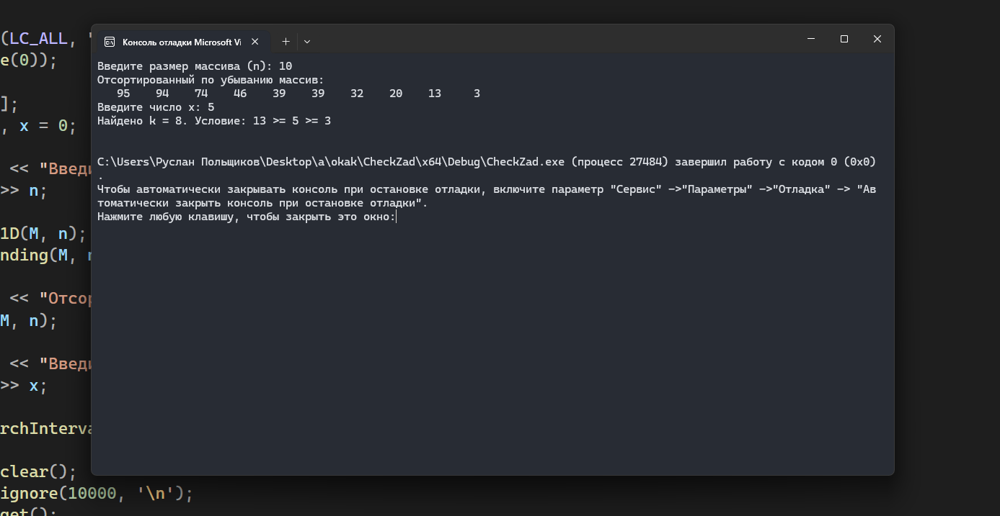 (LC_ALL, '
e(0));
];
, x = 0;
<< "Введи
>> n;
1D(M, n);
nding(M, n
<< "Отсор
M, n);
<< "Введи
>> x;
rchInterva
clear();
ignore(10000, '\n');
get();
Консоль отладки Microsoft Vi
Введите размер массива (n): 10
Отсортированный по убыванию массив:
95 94 74 46 39 39 32 20 13 3
Введите число x: 5
Найдено k = 8. Условие: 13 >= 5 >= 3
C:\Users\Руслан Польщиков\Desktop\a\okak\CheckZad\x64\Debug\CheckZad.exe (процесс 27484) завершил работу с кодом 0 (0x0)
.
Чтобы автоматически закрывать консоль при остановке отладки, включите параметр "Сервис" ->"Параметры" ->"Отладка" -> "Ав
томатически закрыть консоль при остановке отладки".
Нажмите любую клавишу, чтобы закрыть это окно: